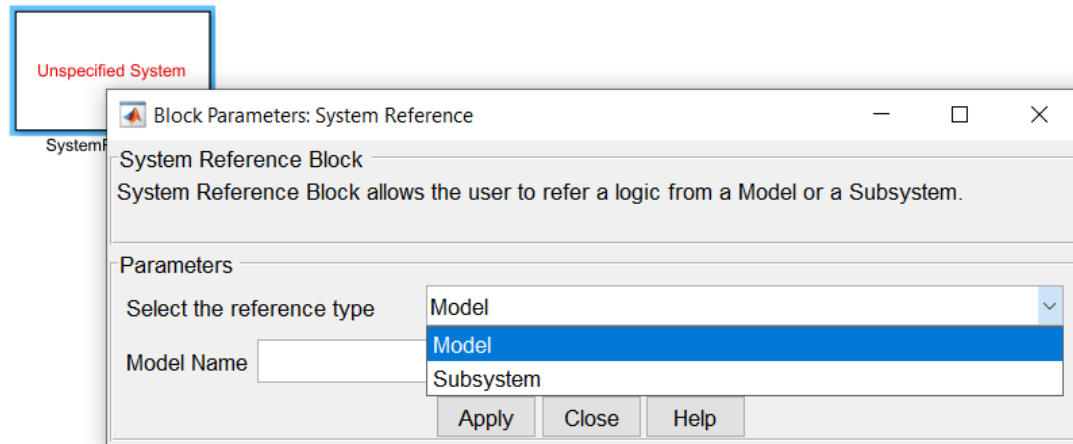 Unspecified System
Block Parameters: System Reference
System Reference Block
System Reference Block allows the user to refer a logic from a Model or a Subsystem.
Parameters
Select the reference type
Model
Model
Model Name
Subsystem
Apply
Close
Help